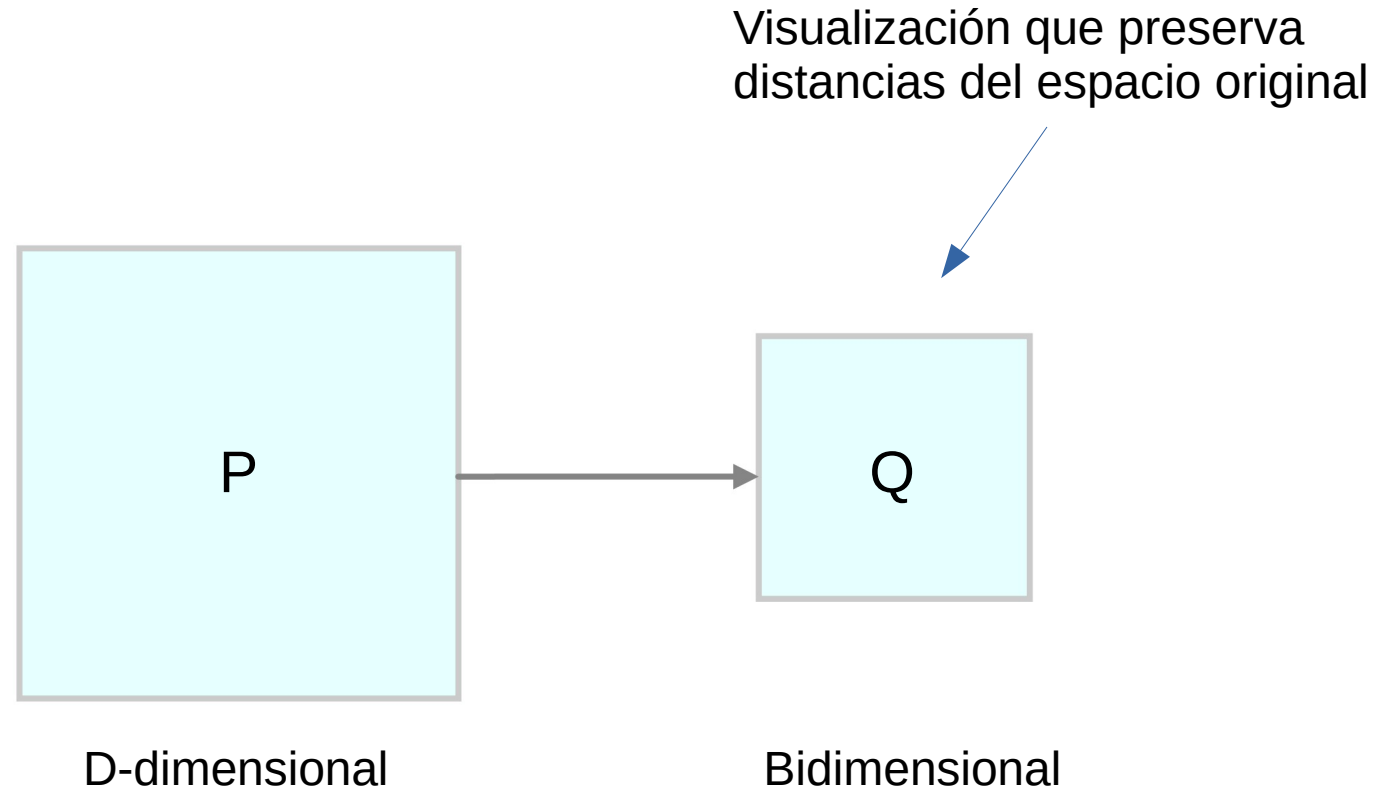 Visualización que preserva
distancias del espacio original
P
Q
D-dimensional
Bidimensional